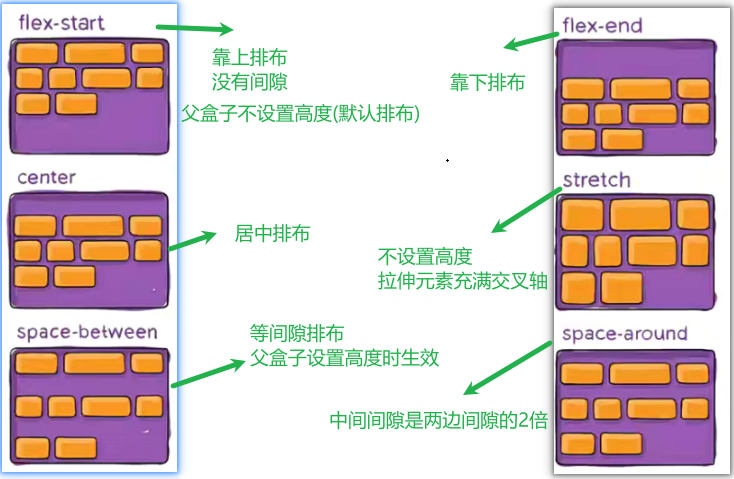 flex-start
靠上排布
没有间隙
父盒子不设置高度(默认排布)
center
居中排布
space-between
等间隙排布
父盒子设置高度时生效
flex-end
靠下排布
stretch
不设置高度
拉伸元素充满交叉轴
space-around
中间间隙是两边间隙的2倍